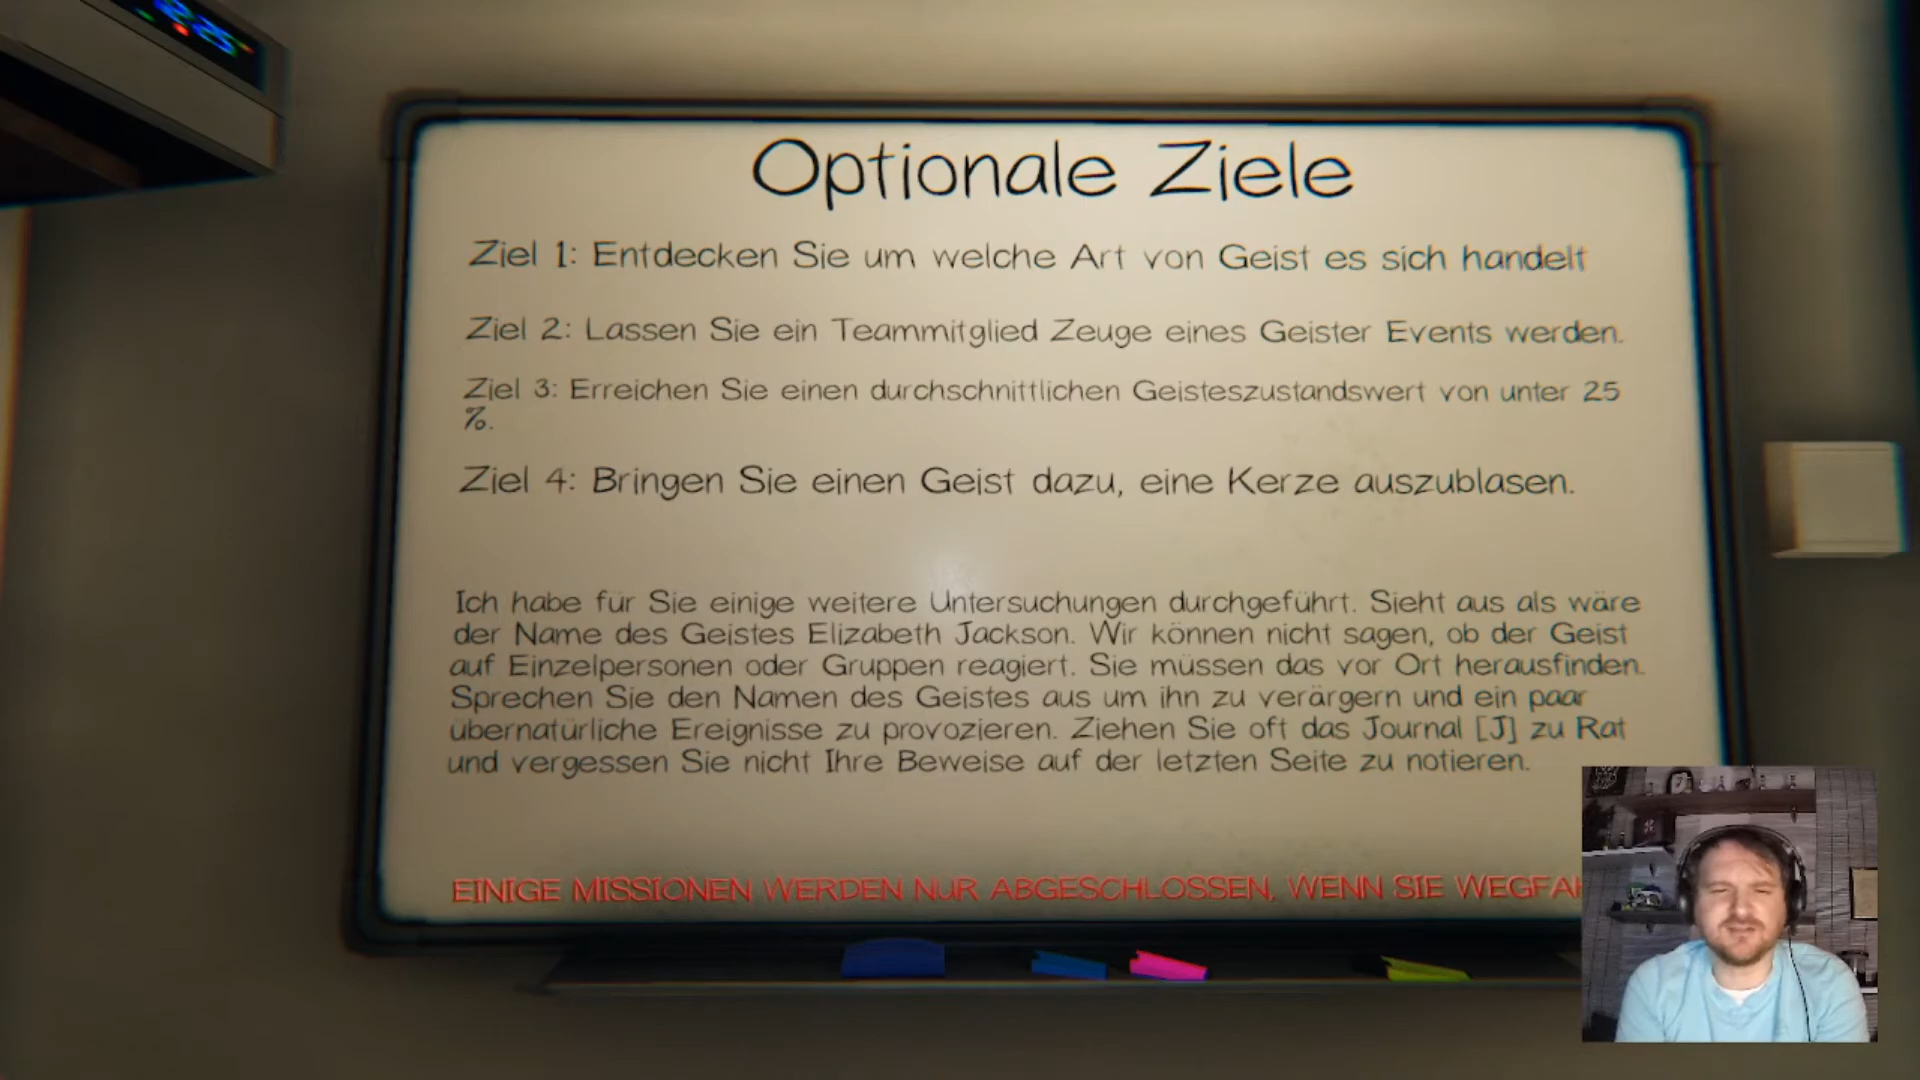 Optionale Ziele
Ziel 1: Entdecken Sie um welche Art von Geist es sich handelt
Ziel 2: Lassen Sie ein Teammitglied Zeuge eines Geister Events werden.
Ziel 3: Erreichen Sie einen durchschnittlichen Geisteszustandswert von unter 25
%.
Ziel 4: Bringen Sie einen Geist dazu, eine Kerze auszublasen.
Ich habe für Sie einige weitere Untersuchungen durchgeführt. Sieht aus als wäre
der Name des Geistes Elizabeth Jackson. Wir können nicht sagen, ob der Geist
auf Einzelpersonen oder Gruppen reagiert. Sie müssen das vor Ort herausfinden.
Sprechen Sie den Namen des Geistes aus um ihn zu verärgern und ein paar
übernatürliche Ereignisse zu provozieren. Ziehen Sie oft das Journal [J] zu Rat
und vergessen Sie nicht Ihre Beweise auf der letzten Seite zu notieren.
EINIGE MISSIONEN WERDEN NUR ABGESCHLOSSEN, WENN SIE